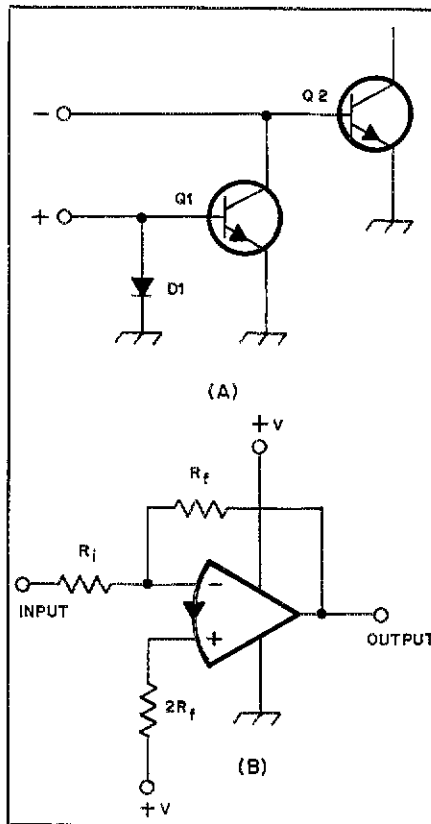 Q2
−
Q1
+
D1
(A)
+V
Rf
Ri
−
INPUT
+
OUTPUT
2Rf
(B)
+V